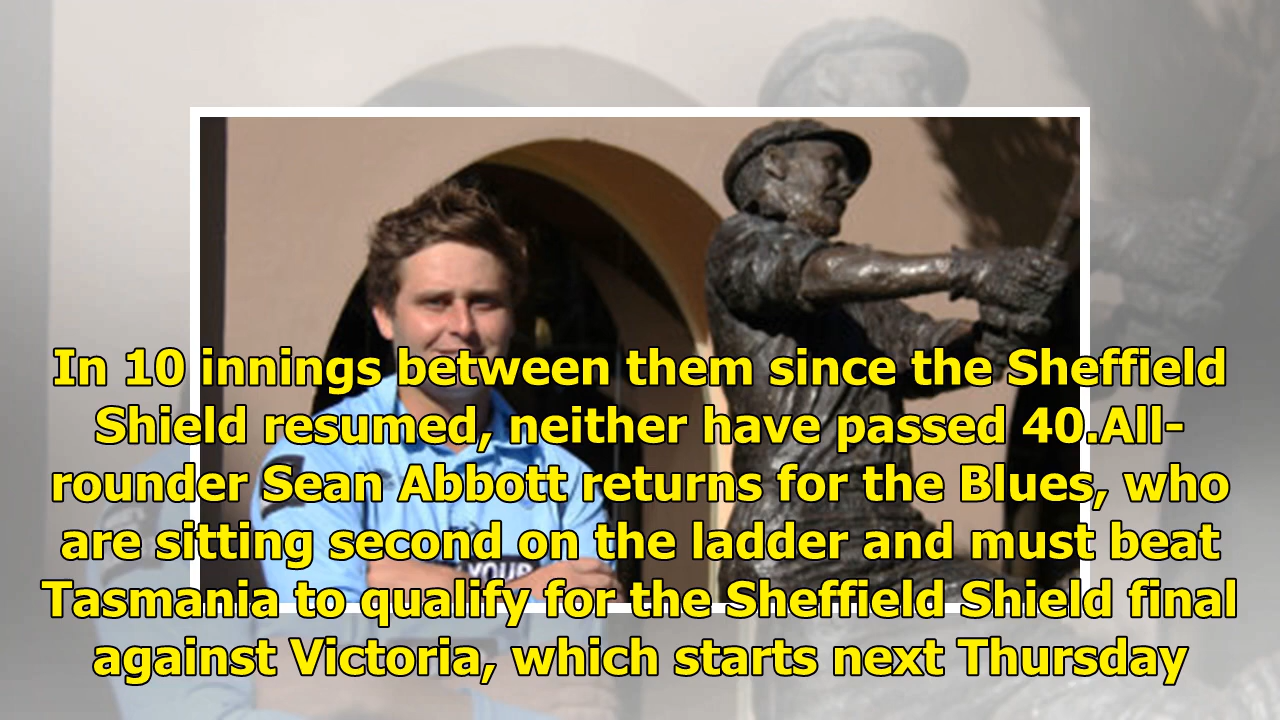 In 10 innings between them since the Sheffield
Shield resumed, neither have passed 40.All-
rounder Sean Abbott returns for the Blues, who
are sitting second on the ladder and must beat
Tasmania to qualify for the Sheffield Shield final
against Victoria, which starts next Thursday
YOUR